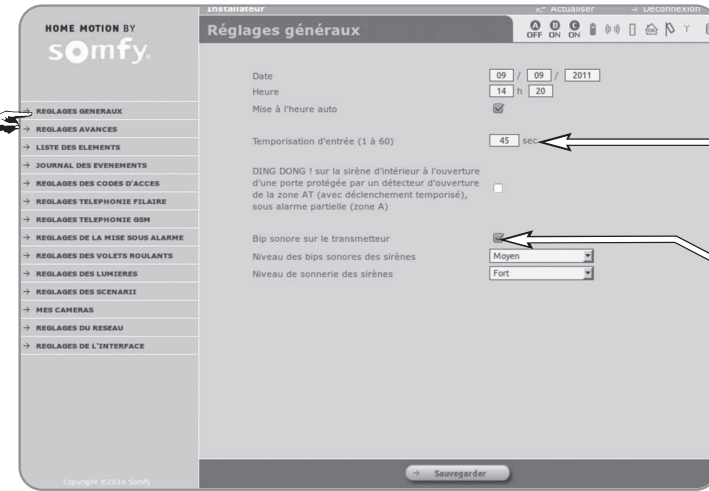 Installateur
Actualiser → Déconnexion
HOME MOTION BY
somfy®
Réglages généraux
A B C
OFF ON ON
Date 09 / 09 / 2011
Heure 14 h 20
Mise à l'heure auto
Temporisation d'entrée (1 à 60) 45 sec
DING DONG ! sur la sirène d'intérieur à l'ouverture
d'une porte protégée par un détecteur d'ouverture
de la zone AT (avec déclenchement temporisé),
sous alarme partielle (zone A)
Bip sonore sur le transmetteur
Niveau des bips sonores des sirènes Moyen
Niveau de sonnerie des sirènes Fort
→ REGLAGES GENERAUX
→ REGLAGES AVANCES
→ LISTE DES ELEMENTS
→ JOURNAL DES EVENEMENTS
→ REGLAGES DES CODES D'ACCES
→ REGLAGES TELEPHONIE FILAIRE
→ REGLAGES TELEPHONIE GSM
→ REGLAGES DE LA MISE SOUS ALARME
→ REGLAGES DES VOLETS ROULANTS
→ REGLAGES DES LUMIERES
→ REGLAGES DES SCENARII
→ MES CAMERAS
→ REGLAGES DU RESEAU
→ REGLAGES DE L'INTERFACE
→ Sauvegarder
Copyright ©2010 Somfy